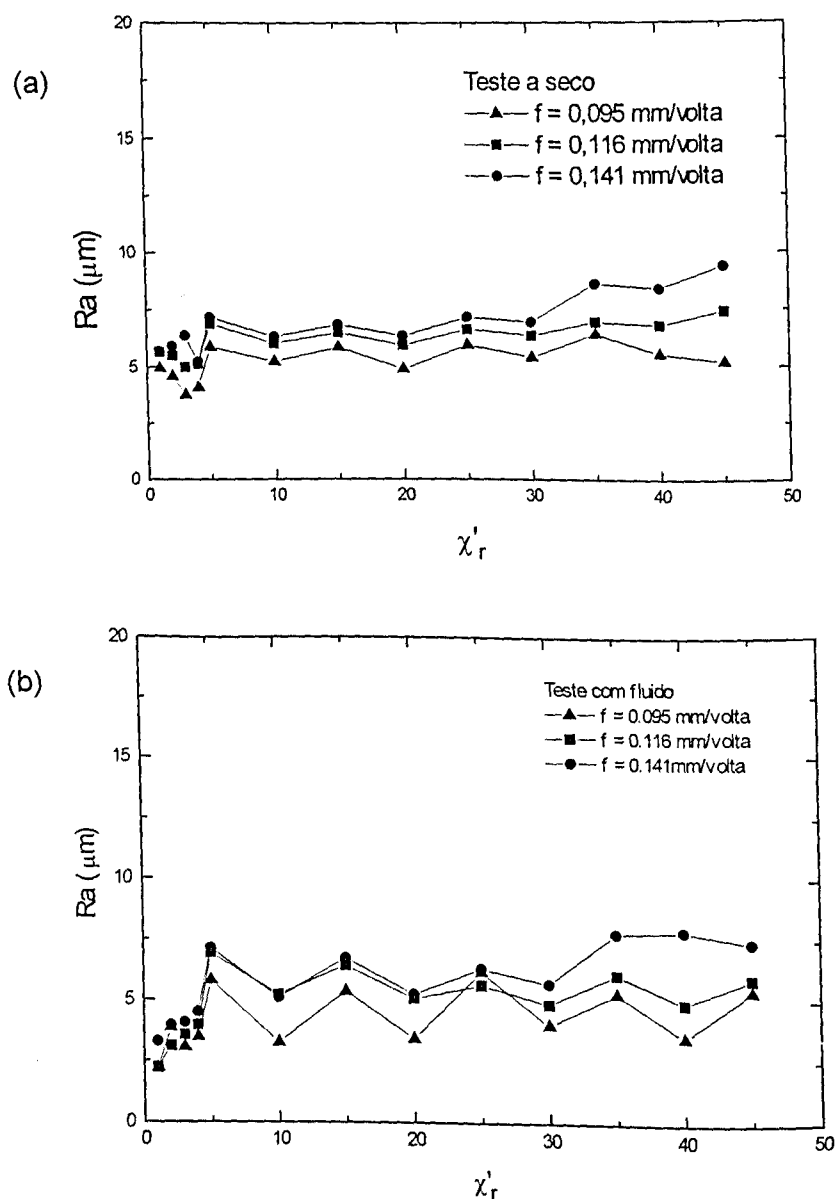 (a)
20
15
10
5
0
Ra (μm)
Teste a seco
f = 0,095 mm/volta
f = 0,116 mm/volta
f = 0,141 mm/volta
0 10 20 30 40 50
χ'r
(b)
20
15
10
5
0
Ra (μm)
Teste com fluido
f = 0.095 mm/volta
f = 0.116 mm/volta
f = 0.141mm/volta
0 10 20 30 40 50
χ'r